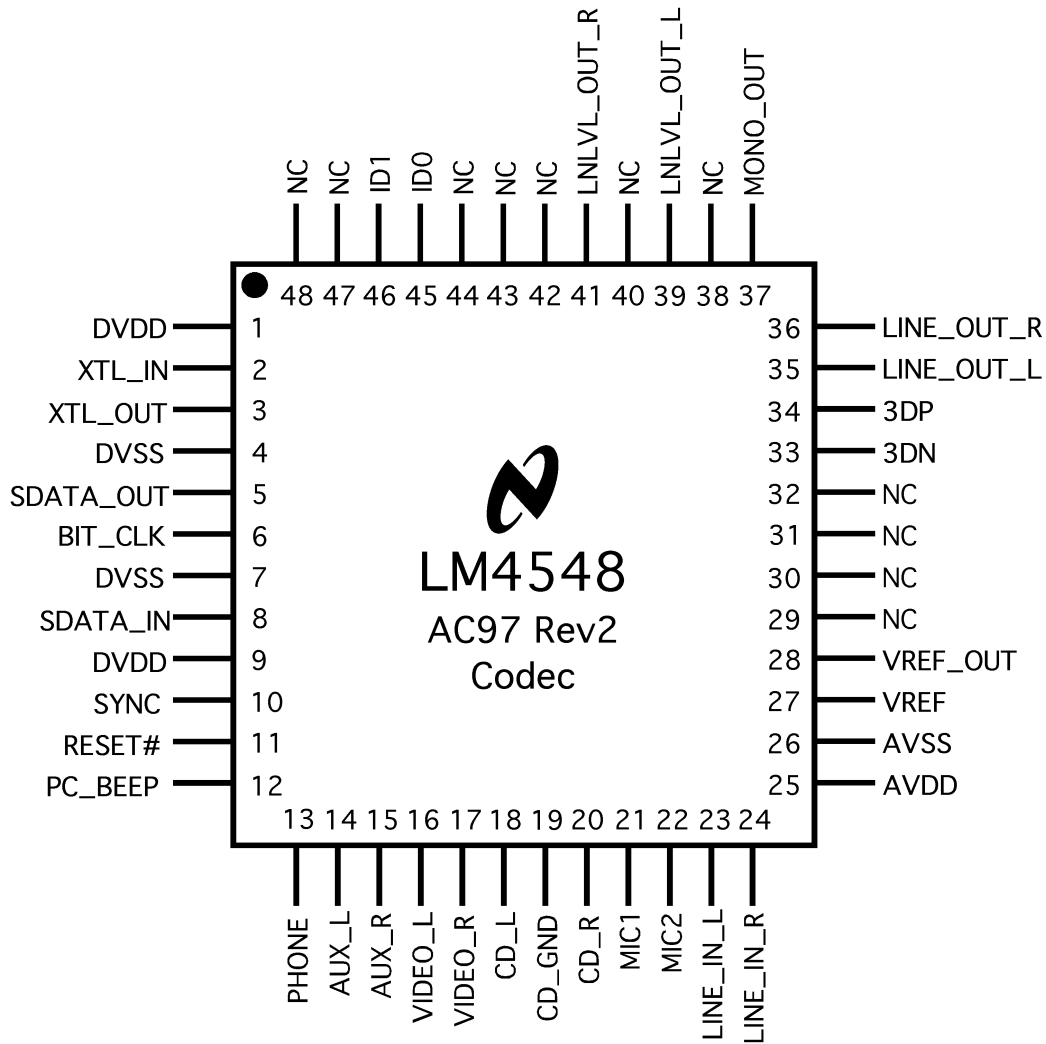 NC
NC
ID1
ID0
NC
NC
NC
LNLVL_OUT_R
NC
LNLVL_OUT_L
NC
MONO_OUT
48 47 46 45 44 43 42 41 40 39 38 37
DVDD 1
XTL_IN 2
XTL_OUT 3
DVSS 4
SDATA_OUT 5
BIT_CLK 6
DVSS 7
SDATA_IN 8
DVDD 9
SYNC 10
RESET# 11
PC_BEEP 12
LM4548
AC97 Rev2
Codec
36 LINE_OUT_R
35 LINE_OUT_L
34 3DP
33 3DN
32 NC
31 NC
30 NC
29 NC
28 VREF_OUT
27 VREF
26 AVSS
25 AVDD
13 14 15 16 17 18 19 20 21 22 23 24
PHONE
AUX_L
AUX_R
VIDEO_L
VIDEO_R
CD_L
CD_GND
CD_R
MIC1
MIC2
LINE_IN_L
LINE_IN_R